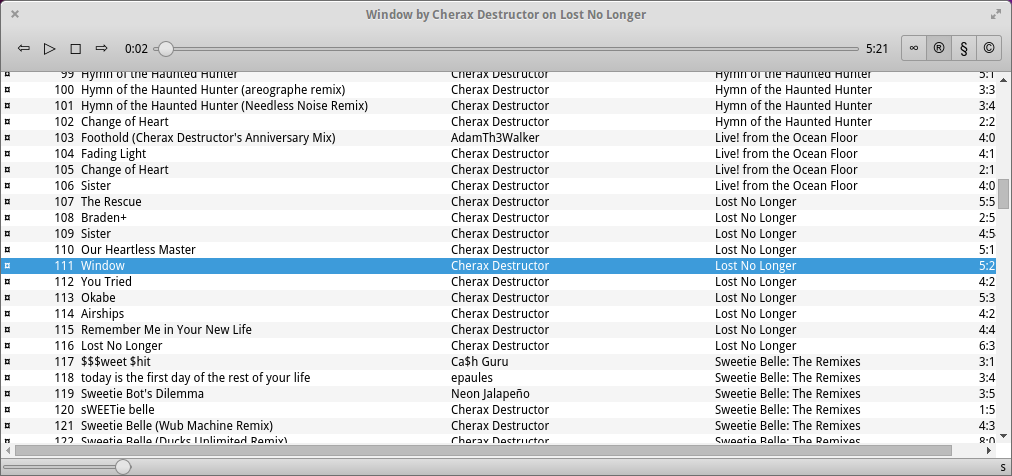 Window by Cherax Destructor on Lost No Longer
0:02 5:21 ∞ ® § ©
¤ 99 Hymn of the Haunted Hunter Cherax Destructor Hymn of the Haunted Hunter 5:1
¤ 100 Hymn of the Haunted Hunter (areographe remix) Cherax Destructor Hymn of the Haunted Hunter 3:3
¤ 101 Hymn of the Haunted Hunter (Needless Noise Remix) Cherax Destructor Hymn of the Haunted Hunter 3:4
¤ 102 Change of Heart Cherax Destructor Hymn of the Haunted Hunter 2:2
¤ 103 Foothold (Cherax Destructor's Anniversary Mix) AdamTh3Walker Live! from the Ocean Floor 4:0
¤ 104 Fading Light Cherax Destructor Live! from the Ocean Floor 4:1
¤ 105 Change of Heart Cherax Destructor Live! from the Ocean Floor 2:1
¤ 106 Sister Cherax Destructor Live! from the Ocean Floor 4:0
¤ 107 The Rescue Cherax Destructor Lost No Longer 5:5
¤ 108 Braden+ Cherax Destructor Lost No Longer 2:5
¤ 109 Sister Cherax Destructor Lost No Longer 4:5
¤ 110 Our Heartless Master Cherax Destructor Lost No Longer 5:1
¤ 111 Window Cherax Destructor Lost No Longer 5:2
¤ 112 You Tried Cherax Destructor Lost No Longer 4:2
¤ 113 Okabe Cherax Destructor Lost No Longer 5:3
¤ 114 Airships Cherax Destructor Lost No Longer 4:2
¤ 115 Remember Me in Your New Life Cherax Destructor Lost No Longer 4:4
¤ 116 Lost No Longer Cherax Destructor Lost No Longer 6:3
¤ 117 $$$weet $hit Ca$h Guru Sweetie Belle: The Remixes 3:1
¤ 118 today is the first day of the rest of your life epaules Sweetie Belle: The Remixes 3:4
¤ 119 Sweetie Bot's Dilemma Neon Jalapeño Sweetie Belle: The Remixes 3:5
¤ 120 sWEETie belle Cherax Destructor Sweetie Belle: The Remixes 1:5
¤ 121 Sweetie Belle (Wub Machine Remix) Cherax Destructor Sweetie Belle: The Remixes 4:3
¤ 122 Sweetie Belle (Ducks Unlimited Remix) Cherax Destructor Sweetie Belle: The Remixes 8:0
s